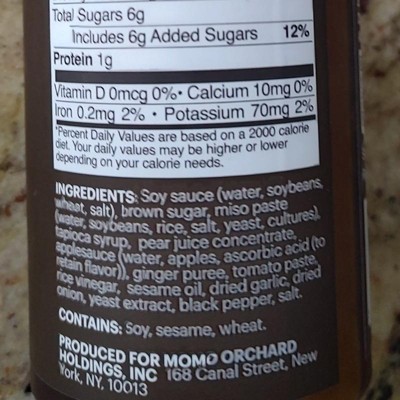 Total Sugars 6g
Includes 6g Added Sugars 12%
Protein 1g
Vitamin D 0mcg 0% • Calcium 10mg 0%
Iron 0.2mg 2% • Potassium 70mg 2%
*Percent Daily Values are based on a 2000 calorie
diet. Your daily values may be higher or lower
depending on your calorie needs.
INGREDIENTS: Soy sauce (water, soybeans,
wheat, salt), brown sugar, miso paste
(water, soybeans, rice, salt, yeast, cultures),
tapioca syrup, pear juice concentrate,
applesauce (water, apples, ascorbic acid (to
retain flavor)), ginger puree, tomato paste,
rice vinegar, sesame oil, dried garlic, dried
onion, yeast extract, black pepper, salt.
CONTAINS: Soy, sesame, wheat.
PRODUCED FOR MOMO ORCHARD
HOLDINGS, INC 168 Canal Street, New
York, NY. 10013